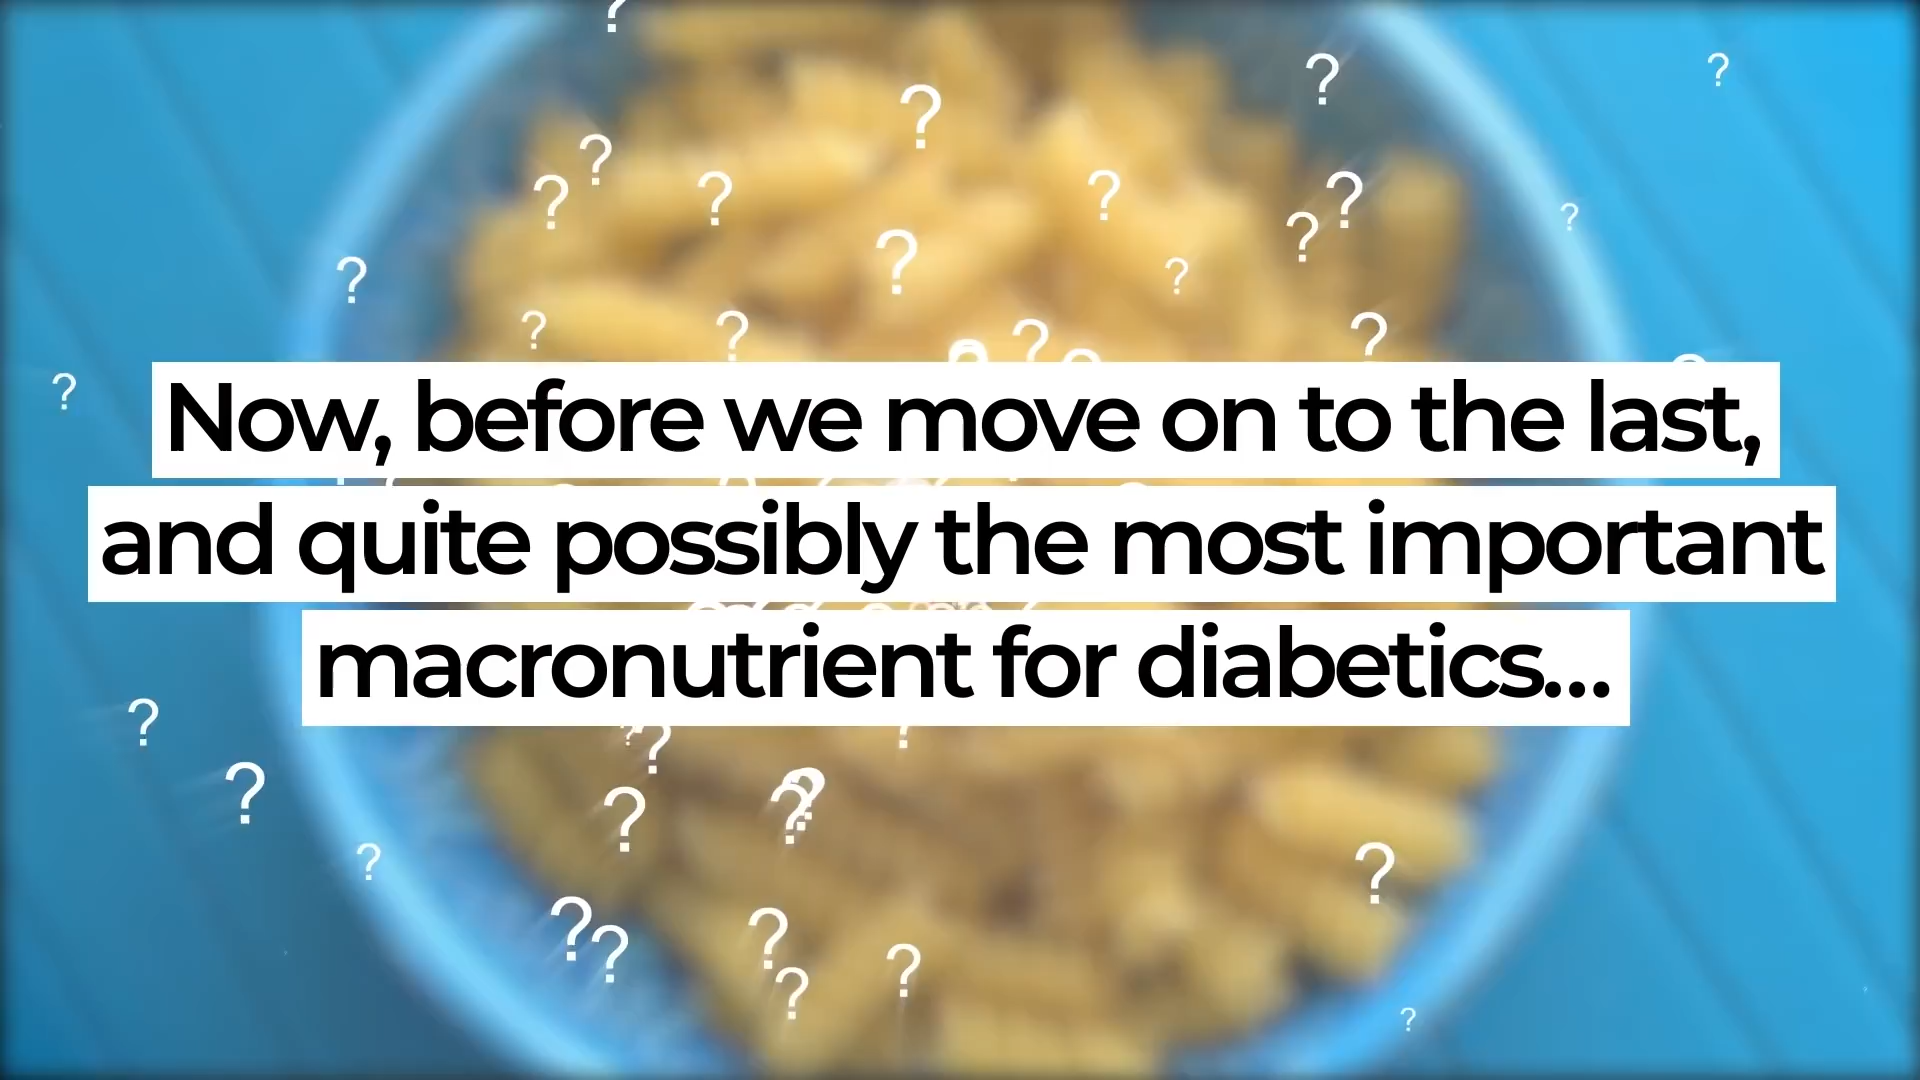 Now, before we move on to the last,
and quite possibly the most important
macronutrient for diabetics...